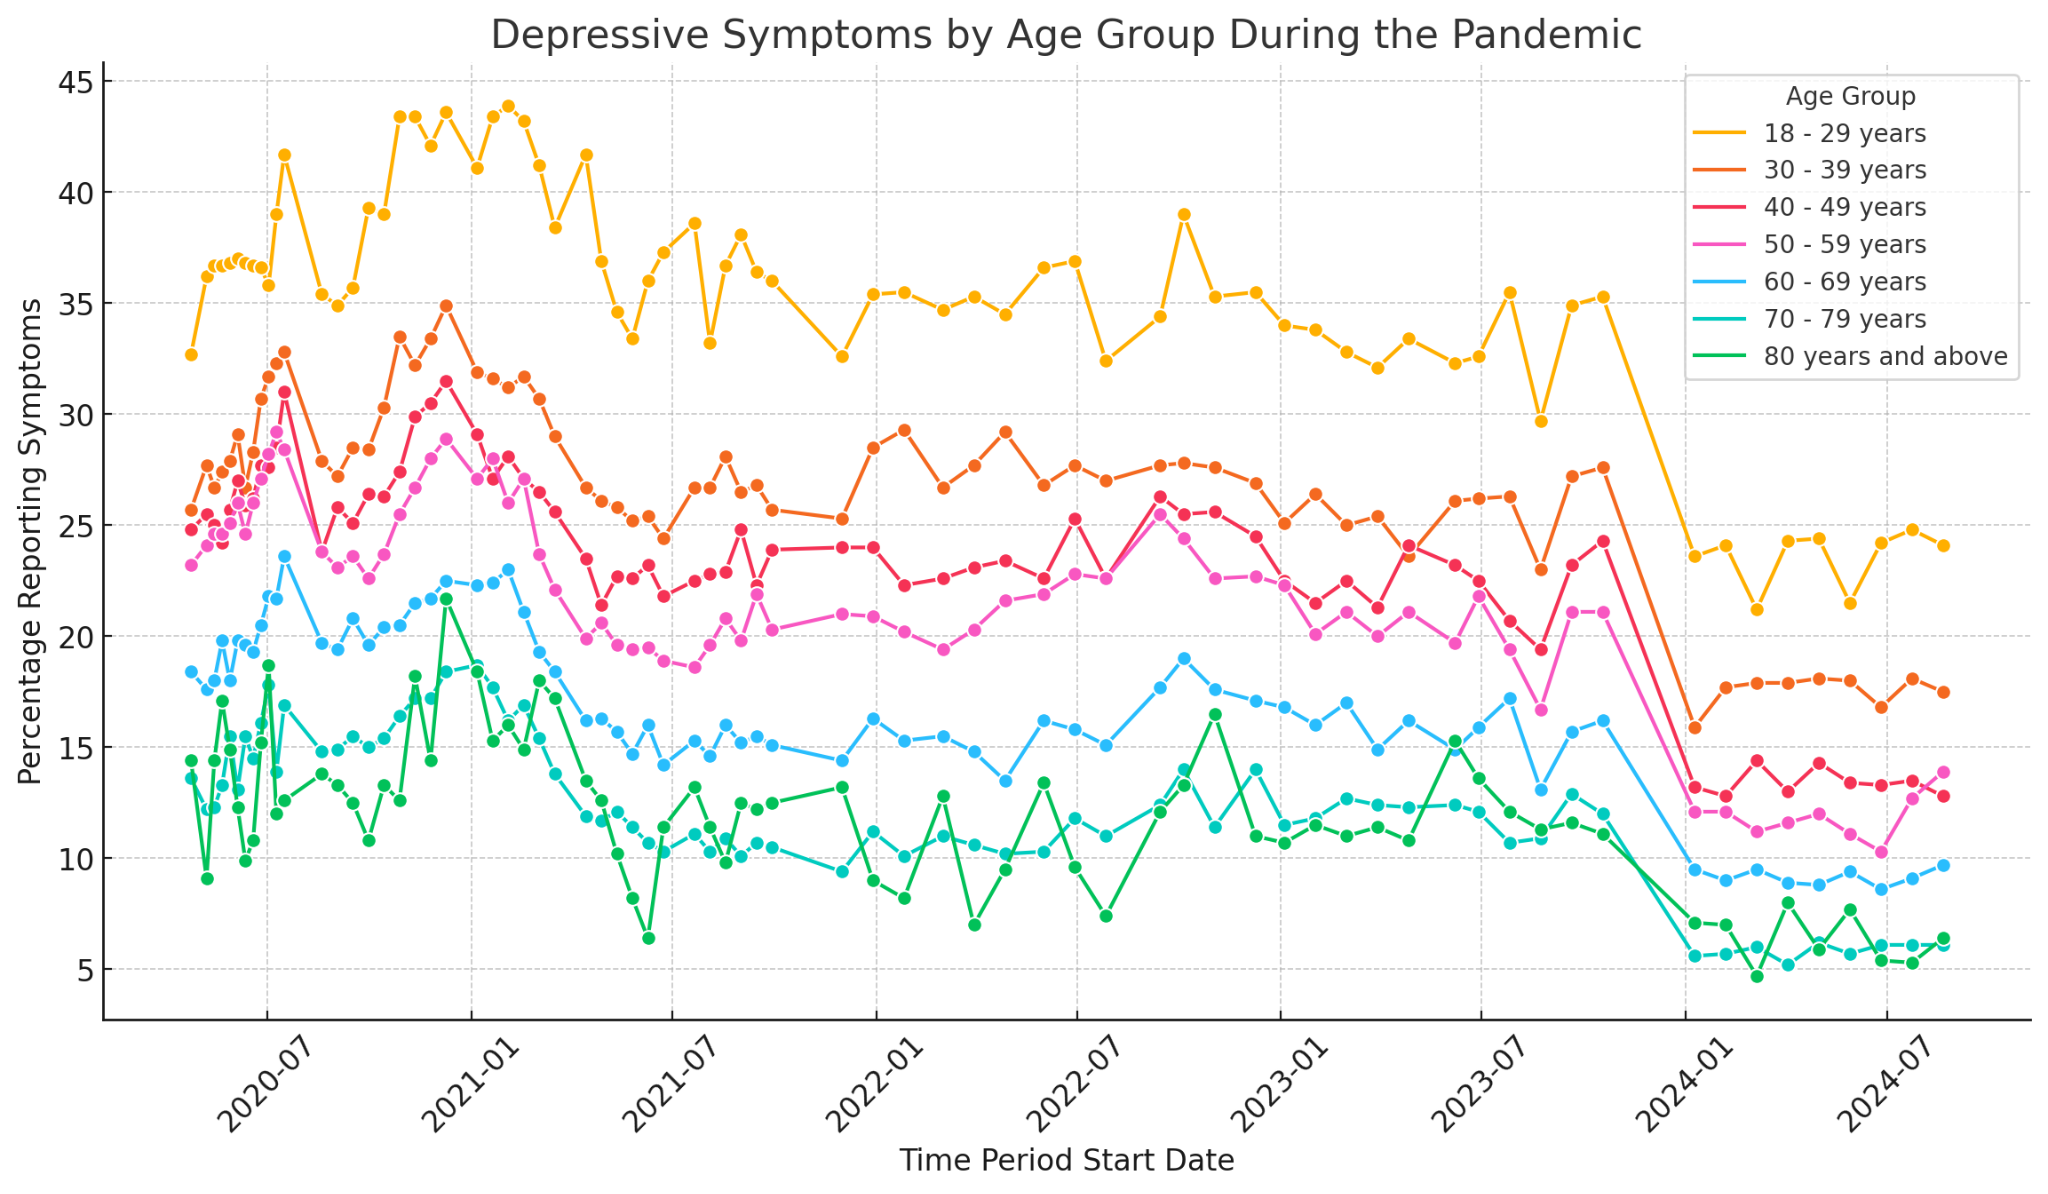 Depressive Symptoms by Age Group During the Pandemic
Percentage Reporting Symptoms
45
40
35
30
25
20
15
10
5
Age Group
18 - 29 years
30 - 39 years
40 - 49 years
50 - 59 years
60 - 69 years
70 - 79 years
80 years and above
2020-07
2021-01
2021-07
2022-01
2022-07
2023-01
2023-07
2024-01
2024-07
Time Period Start Date